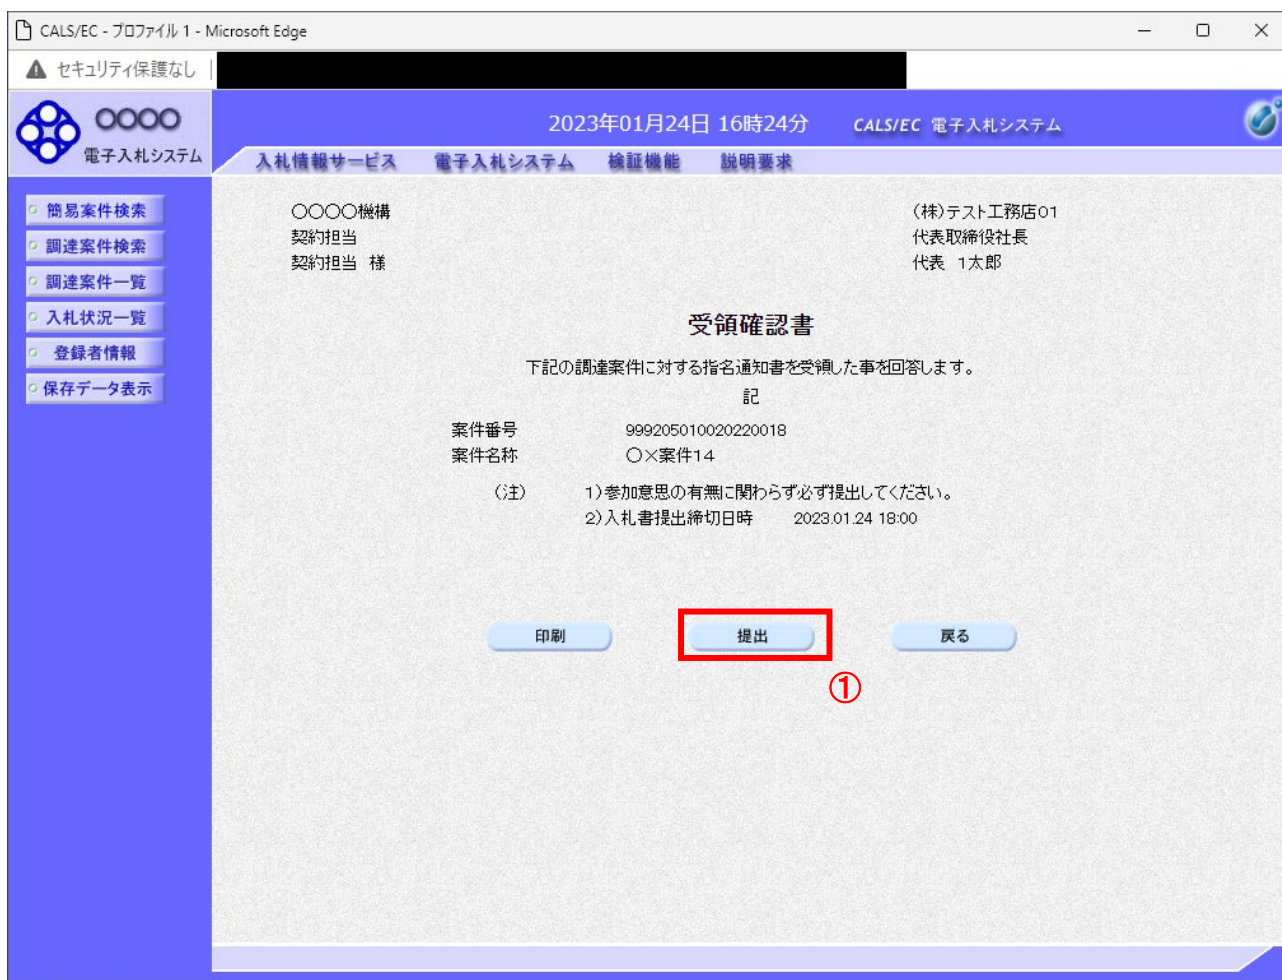 CALS/EC - プロファイル 1 - Microsoft Edge
セキュリティ保護なし
〇〇〇〇
電子入札システム
2023年01月24日 16時24分
CALS/EC 電子入札システム
入札情報サービス 電子入札システム 検証機能 説明要求
簡易案件検索
調達案件検索
調達案件一覧
入札状況一覧
登録者情報
保存データ表示
〇〇〇〇機構
契約担当
契約担当 様
(株)テスト工務店01
代表取締役社長
代表 1太郎
受領確認書
下記の調達案件に対する指名通知書を受領した事を回答します。
記
案件番号 999205010020220018
案件名称 〇×案件14
(注) 1)参加意思の有無に関わらず必ず提出してください。
2)入札書提出締切日時 2023.01.24 18:00
印刷 提出 戻る
①